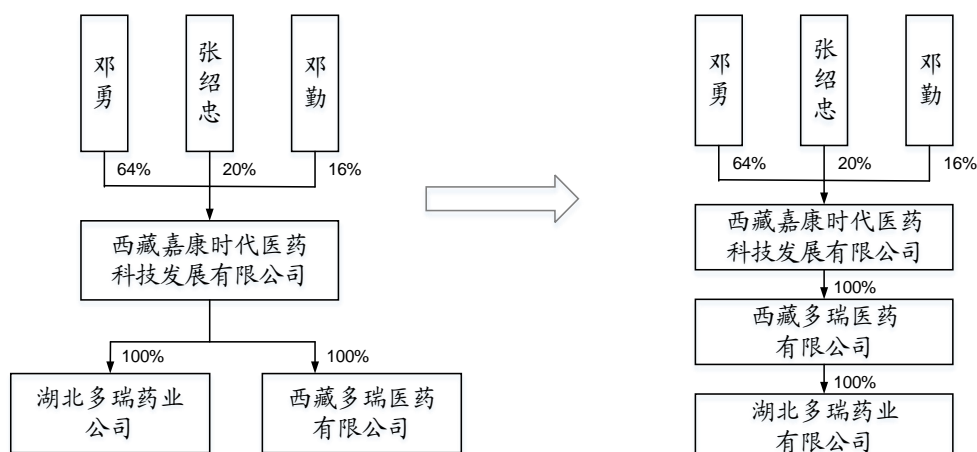 邓勇
张绍忠
邓勤
64%
20%
16%
西藏嘉康时代医药
科技发展有限公司
100%
100%
湖北多瑞药业
公司
西藏多瑞医药
有限公司
邓勇
张绍忠
邓勤
64%
20%
16%
西藏嘉康时代医药
科技发展有限公司
100%
西藏多瑞医药
有限公司
100%
湖北多瑞药业
有限公司